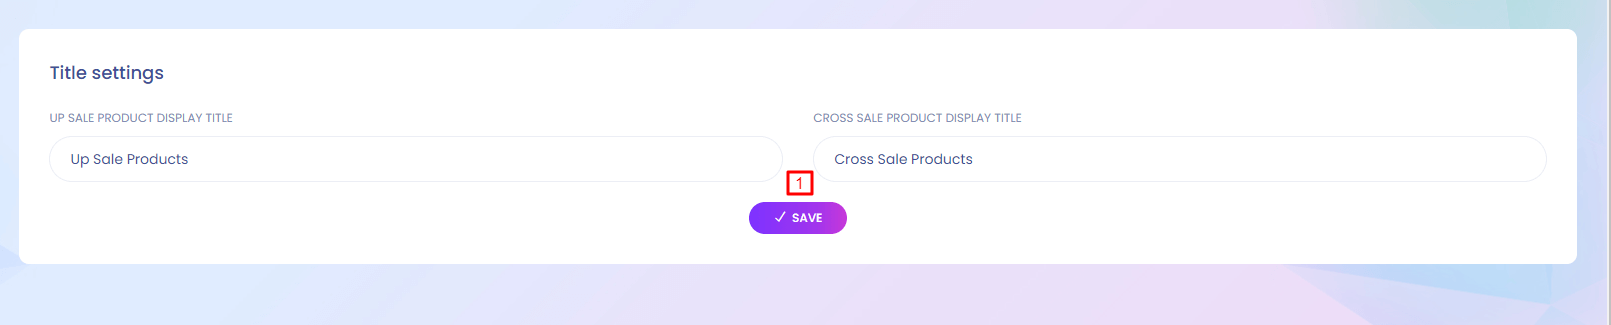 Title settings
UP SALE PRODUCT DISPLAY TITLE
CROSS SALE PRODUCT DISPLAY TITLE
Up Sale Products
Cross Sale Products
1
SAVE